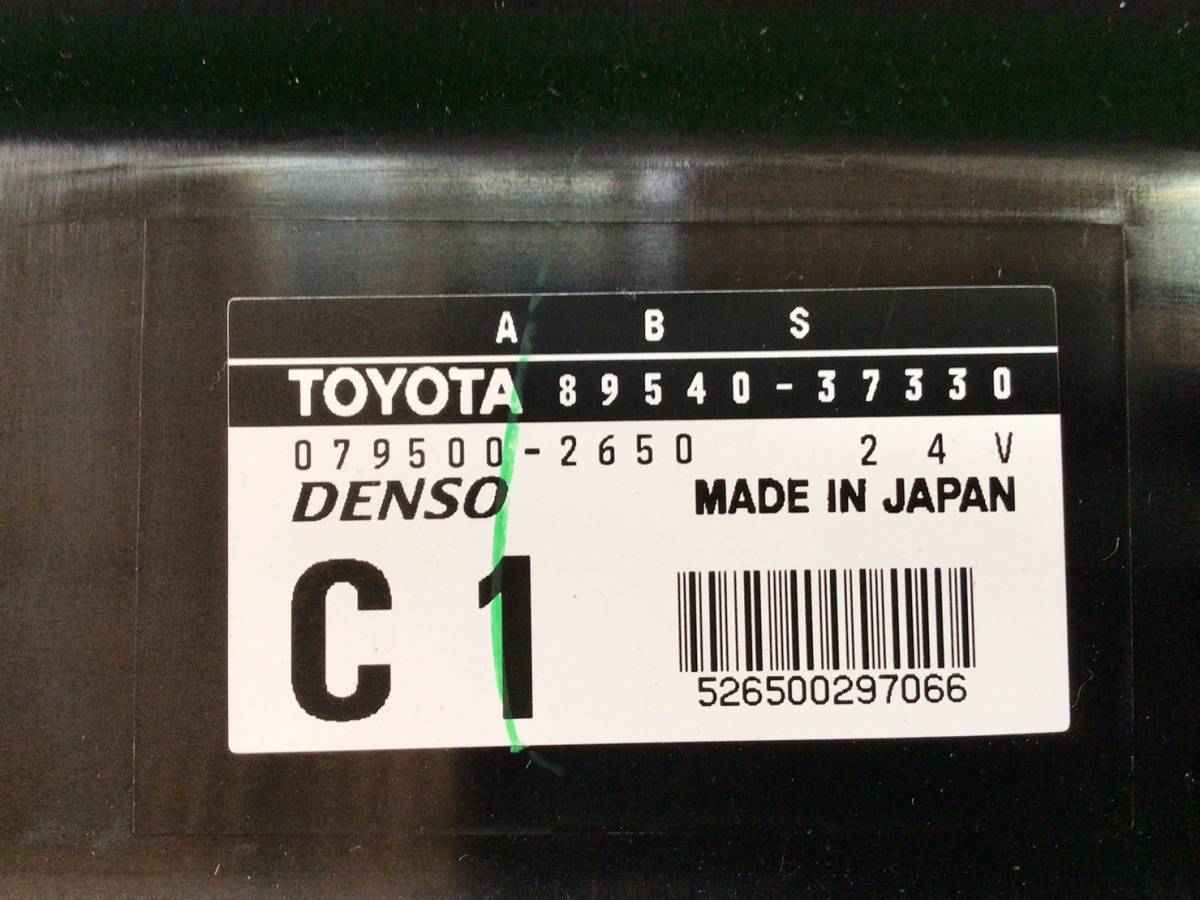 A B S
TOYOTA 89540-37330
079500-2650 24V
DENSO MADE IN JAPAN
C 1
526500297066